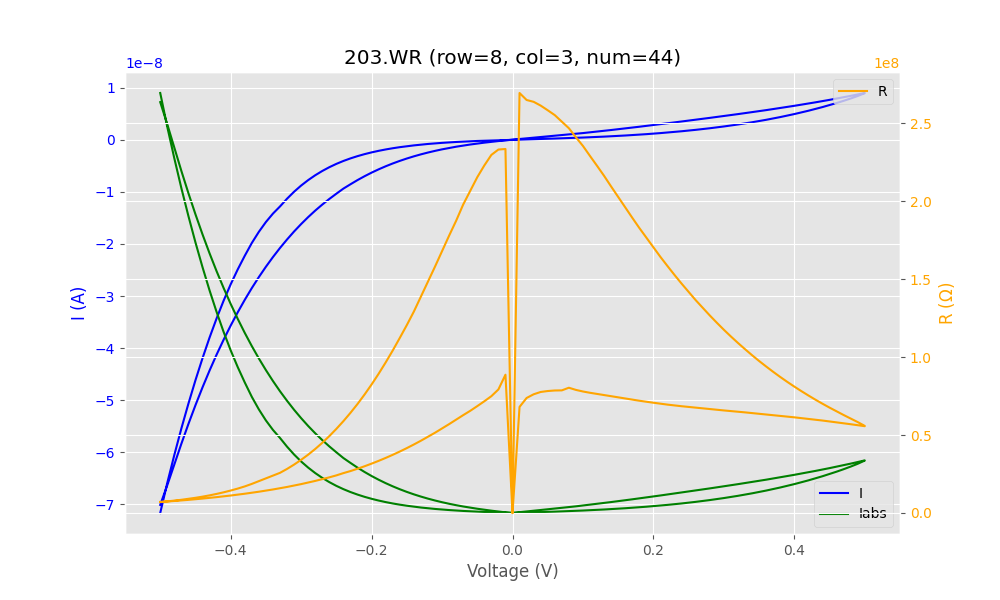 203.WR (row=8, col=3, num=44)
1e−8
1e8
R
1
0
−1
−2
−3
−4
−5
−6
−7
I (A)
2.5
2.0
1.5
1.0
0.5
0.0
R (Ω)
I
Iabs
−0.4
−0.2
0.0
0.2
0.4
Voltage (V)